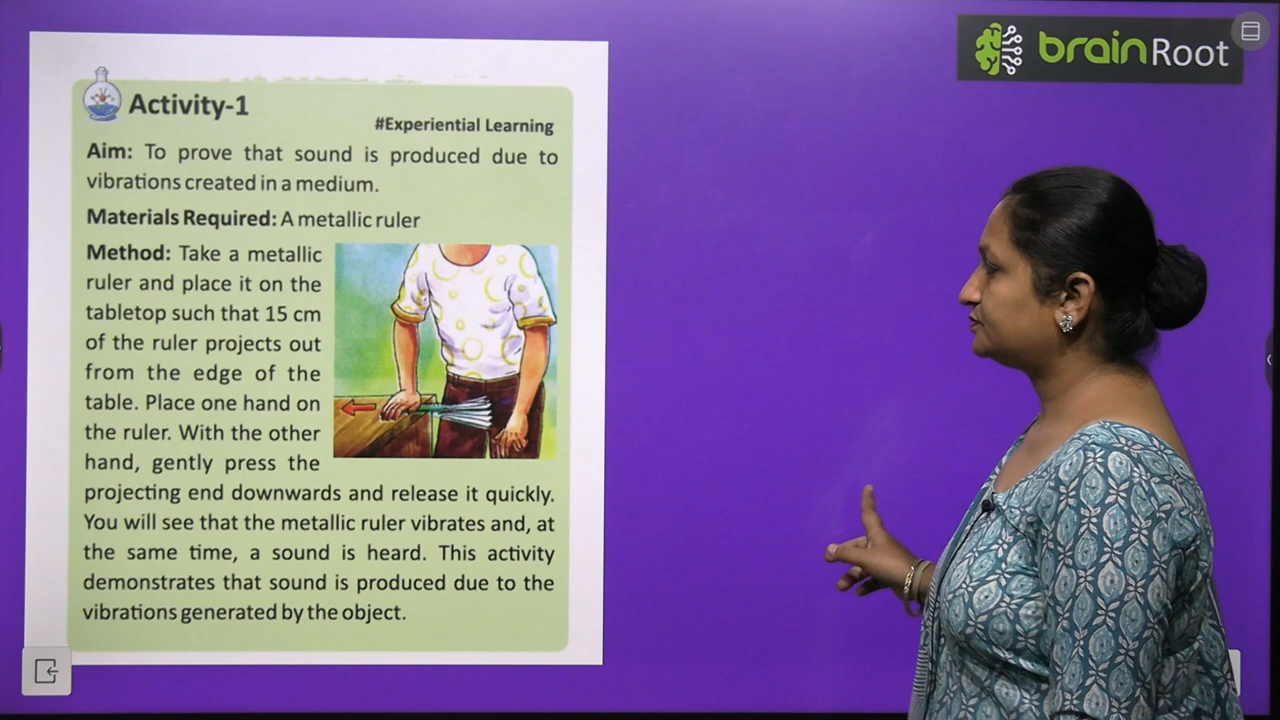 brainRoot
Activity-1
#Experiential Learning
Aim: To prove that sound is produced due to
vibrations created in a medium.
Materials Required: A metallic ruler
Method: Take a metallic
ruler and place it on the
tabletop such that 15 cm
of the ruler projects out
from the edge of the
table. Place one hand on
the ruler. With the other
hand, gently press the
projecting end downwards and release it quickly.
You will see that the metallic ruler vibrates and, at
the same time, a sound is heard. This activity
demonstrates that sound is produced due to the
vibrations generated by the object.